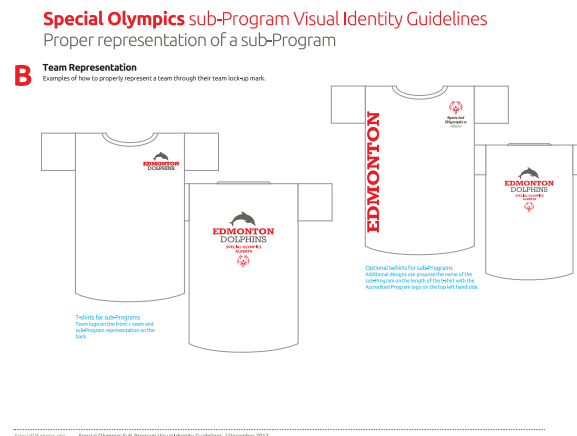 Special Olympics sub-Program Visual Identity Guidelines
Proper representation of a sub-Program
B
Team Representation
Examples of how to properly represent a team through their team lock-up mark.
EDMONTON
DOLPHINS
EDMONTON
DOLPHINS
SPECIAL OLYMPICS
ALBERTA
T-shirts for sub-Programs
Team logo on the front + team and
sub-Program representation on the
back.
EDMONTON
Special
Olympics
Alberta
EDMONTON
DOLPHINS
SPECIAL OLYMPICS
ALBERTA
Optional t-shirts for sub-Programs
Additional designs can propose the name of the
sub-Program on the length of the t-shirt with the
Accredited Program logo on the top left hand side.
SpecialOlympics.org Special Olympics Sub-Program Visual Identity Guidelines / December 2012